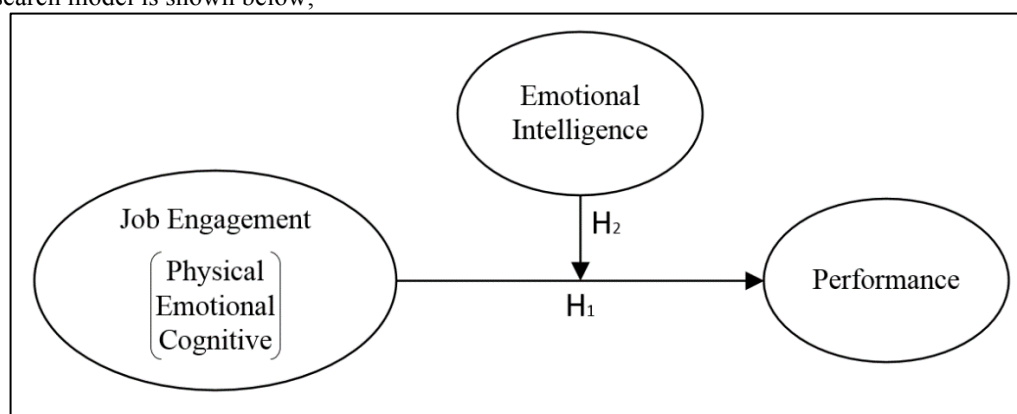 search model is shown below;
Emotional
Intelligence
H₂
Job Engagement
Physical
Emotional
Cognitive
H₁
Performance